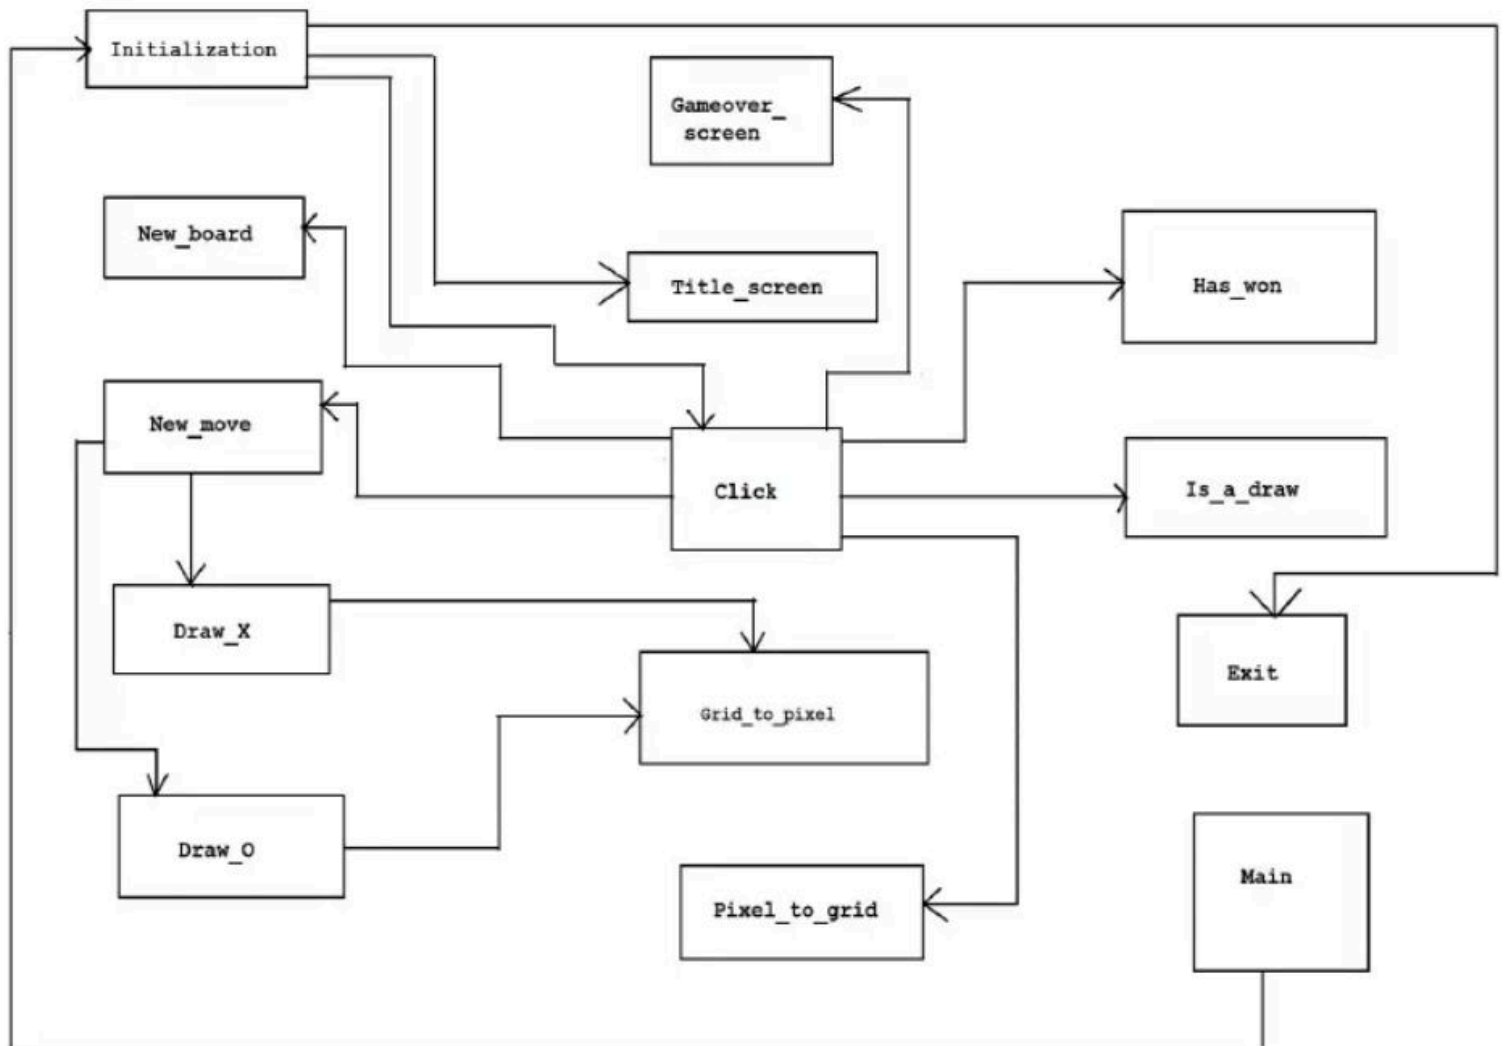 Initialization
Gameover_
screen
New_board
Title_screen
Has_won
New_move
Click
Is_a_draw
Draw_X
Exit
Grid_to_pixel
Draw_O
Main
Pixel_to_grid